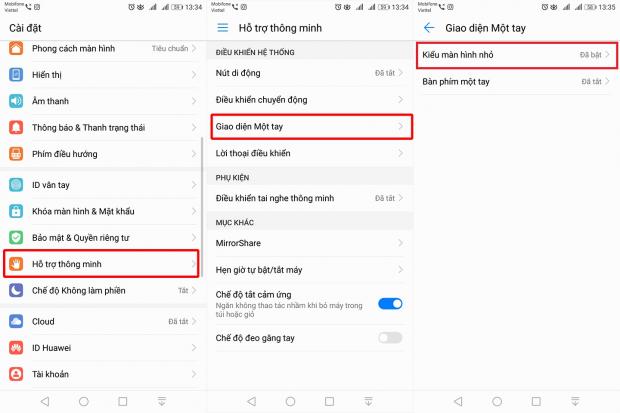 Mobifone
Viettel
13:34
Cài đặt
Phong cách màn hình
Tiêu chuẩn
Hiển thị
Âm thanh
Thông báo & Thanh trạng thái
Phím điều hướng
ID vân tay
Khóa màn hình & Mật khẩu
Bảo mật & Quyền riêng tư
Hỗ trợ thông minh
Chế độ Không làm phiền
Tắt
Cloud
Đã tắt
ID Huawei
Tài khoản
Mobifone
Viettel
13:34
Hỗ trợ thông minh
ĐIỀU KHIỂN HỆ THỐNG
Nút di động
Đã tắt
Điều khiển chuyển động
Giao diện Một tay
Lời thoại điều khiển
PHỤ KIỆN
Điều khiển tai nghe thông minh
Đã tắt
MỤC KHÁC
MirrorShare
Hẹn giờ tự bật/tắt máy
Chế độ tắt cảm ứng
Ngăn không thao tác nhầm khi bỏ máy trong
túi hoặc giỏ
Chế độ đeo găng tay
Mobifone
Viettel
13:35
Giao diện Một tay
Kiểu màn hình nhỏ
Đã bật
Bàn phím một tay
Đã tắt